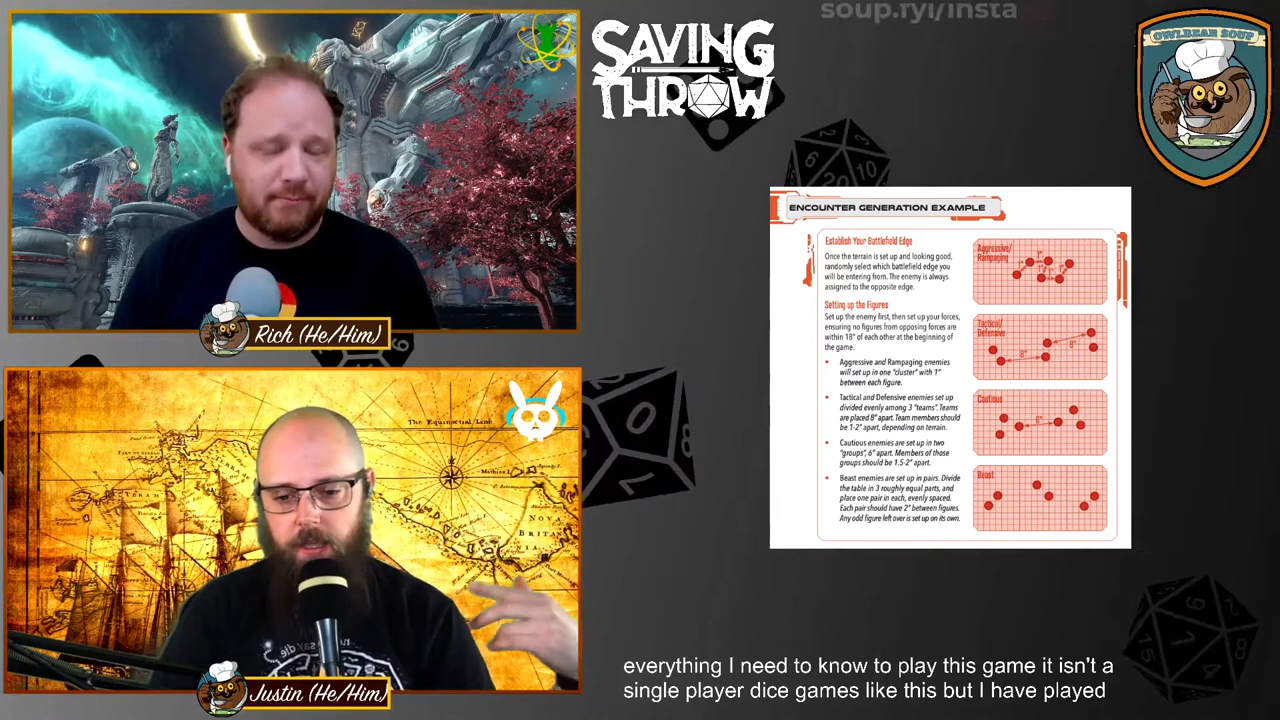 soup.fyi/insta
SAVING
THROW
OWLBEAR SOUP
ENCOUNTER GENERATION EXAMPLE
Establish Your Battlefield Edge
Once the terrain is set up and looking good,
randomly select which battlefield edge you
will be entering from. The enemy is always
assigned to the opposite edge.
Setting up the Figures
Set up the enemy first, then set up your forces,
ensuring no figures from opposing forces are
within 18" of each other at the beginning of
the game.
• Aggressive and Rampaging enemies
will set up in one "cluster" with 1"
between each figure.
• Tactical and Defensive enemies set up
divided evenly among 3 "teams". Teams
are placed 8" apart. Team members should
be 1-2" apart, depending on terrain.
• Cautious enemies are set up in two
"groups", 6" apart. Members of those
groups should be 1.5-2" apart.
• Beast enemies are set up in pairs. Divide
the table in 3 roughly equal parts, and
place one pair in each, evenly spaced.
Each pair should have 2" between figures.
Any odd figure left over is set up on its own.
Aggressive/
Rampaging
Tactical/
Defensive
8"
8"
Cautious
6"
Beast
Rich (He/Him)
The Equinoctial Line
Justin (He/Him)
everything I need to know to play this game it isn't a
single player dice games like this but I have played